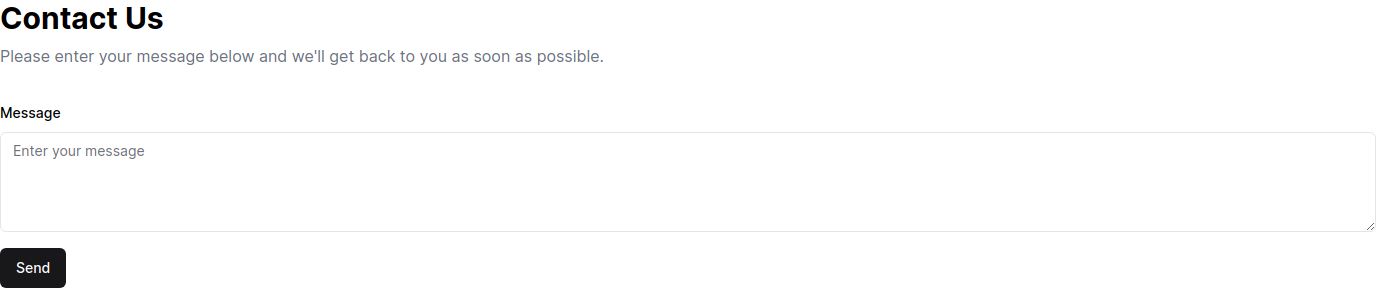 Contact Us
Please enter your message below and we'll get back to you as soon as possible.
Message
Enter your message
Send